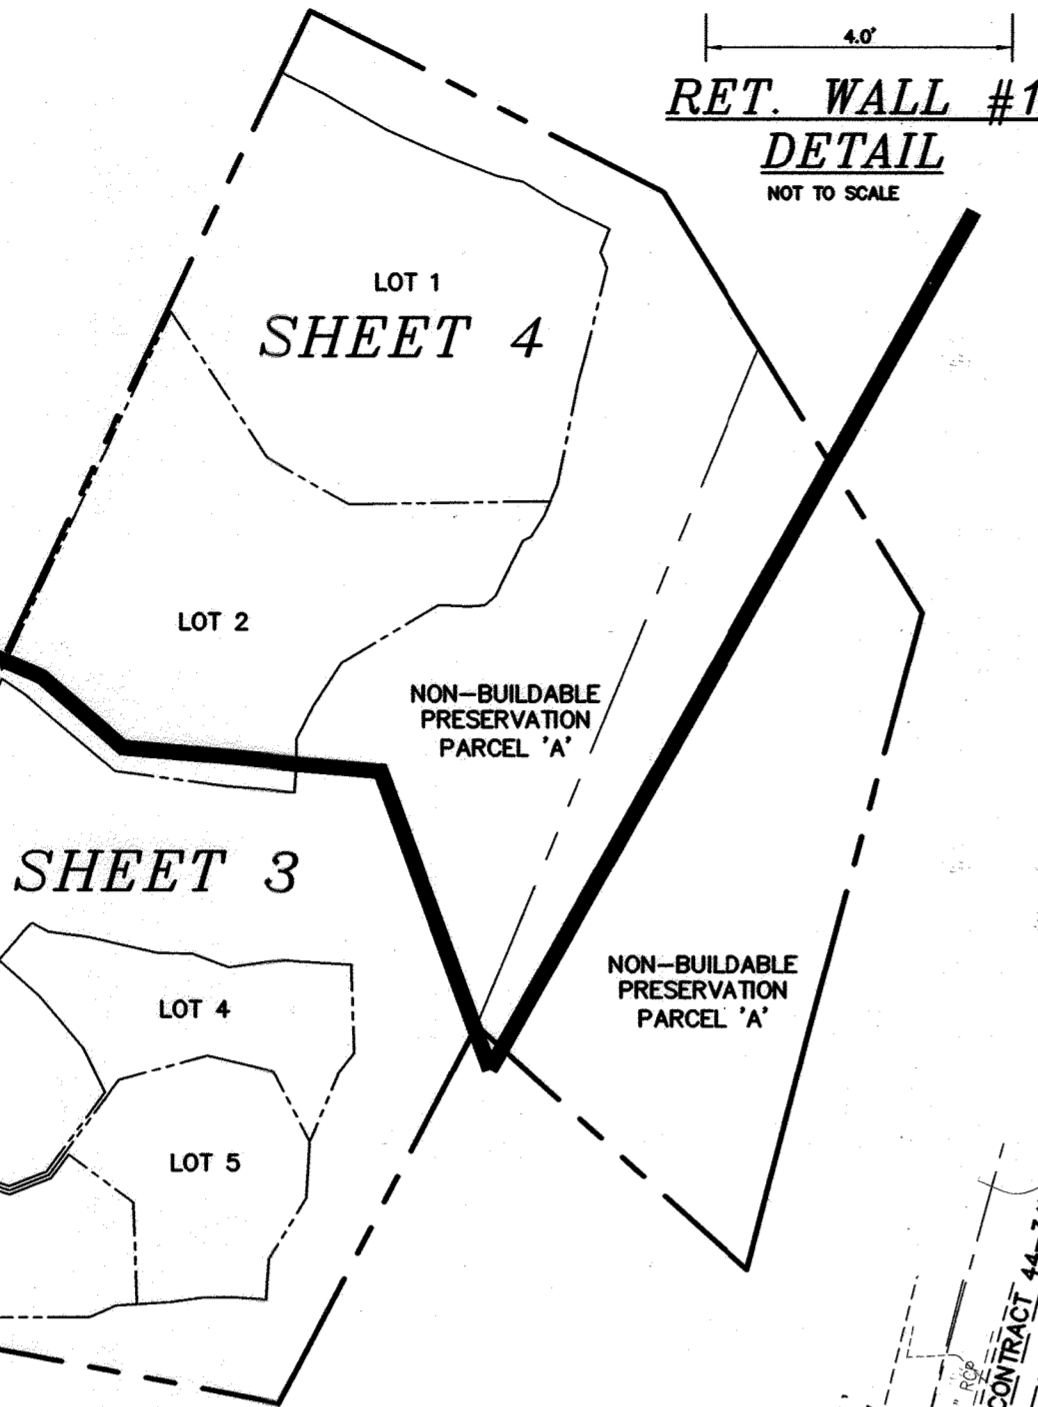 4.0'
RET. WALL #1
DETAIL
NOT TO SCALE
LOT 1
SHEET 4
LOT 2
NON-BUILDABLE
PRESERVATION
PARCEL 'A'
SHEET 3
NON-BUILDABLE
PRESERVATION
PARCEL 'A'
LOT 4
LOT 5
" RCP
CONTRACT